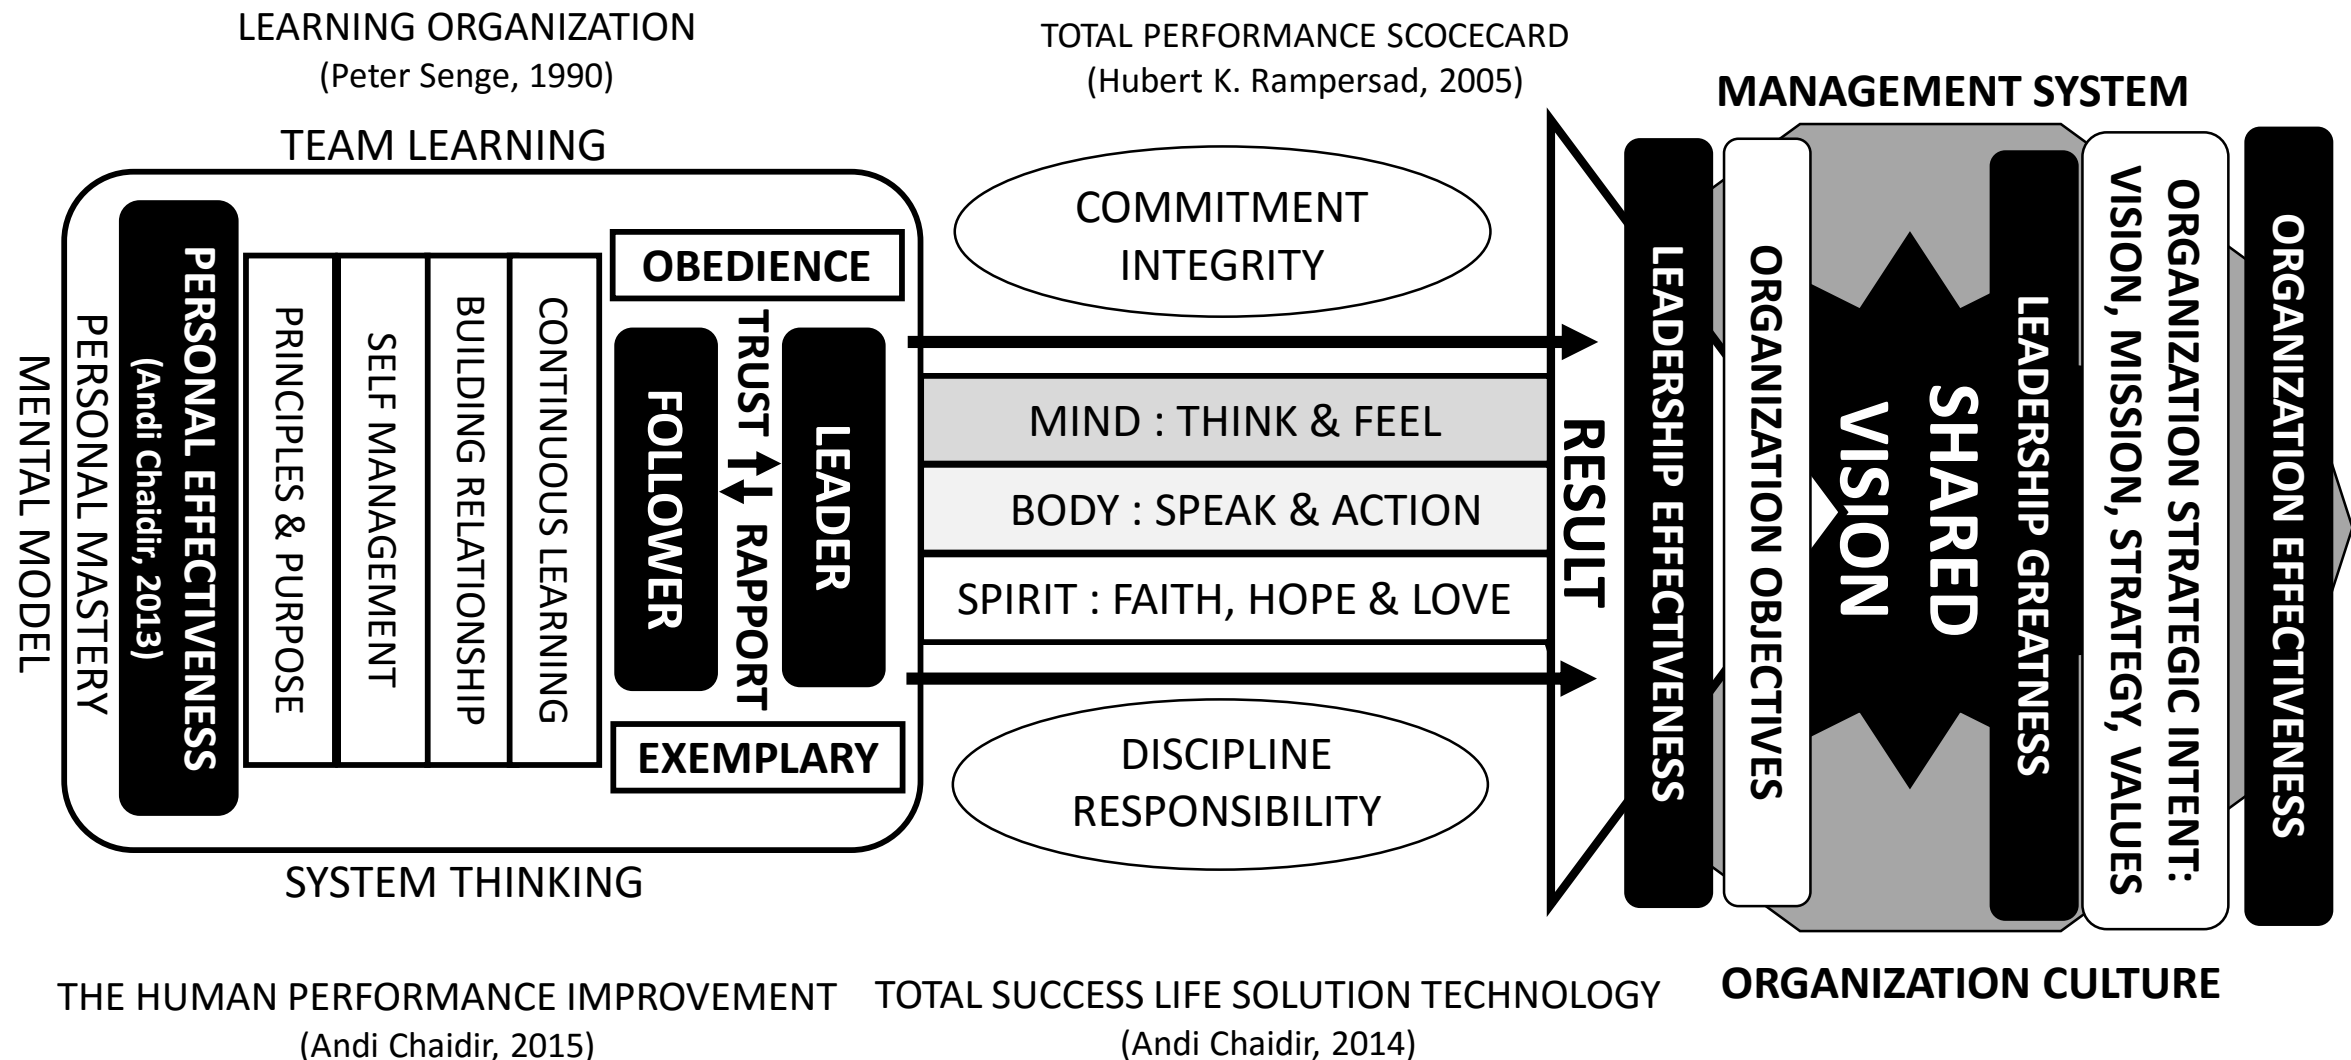 LEARNING ORGANIZATION
(Peter Senge, 1990)
TEAM LEARNING
MENTAL MODEL
PERSONAL MASTERY
PERSONAL EFFECTIVENESS
(Andi Chaidir, 2013)
PRINCIPLES & PURPOSE
SELF MANAGEMENT
BUILDING RELATIONSHIP
CONTINUOUS LEARNING
OBEDIENCE
FOLLOWER
TRUST
RAPPORT
LEADER
EXEMPLARY
SYSTEM THINKING
TOTAL PERFORMANCE SCOCECARD
(Hubert K. Rampersad, 2005)
COMMITMENT
INTEGRITY
MIND : THINK & FEEL
BODY : SPEAK & ACTION
SPIRIT : FAITH, HOPE & LOVE
DISCIPLINE
RESPONSIBILITY
RESULT
MANAGEMENT SYSTEM
LEADERSHIP EFFECTIVENESS
ORGANIZATION OBJECTIVES
SHARED
VISION
LEADERSHIP GREATNESS
ORGANIZATION STRATEGIC INTENT:
VISION, MISSION, STRATEGY, VALUES
ORGANIZATION EFFECTIVENESS
ORGANIZATION CULTURE
THE HUMAN PERFORMANCE IMPROVEMENT
(Andi Chaidir, 2015)
TOTAL SUCCESS LIFE SOLUTION TECHNOLOGY
(Andi Chaidir, 2014)